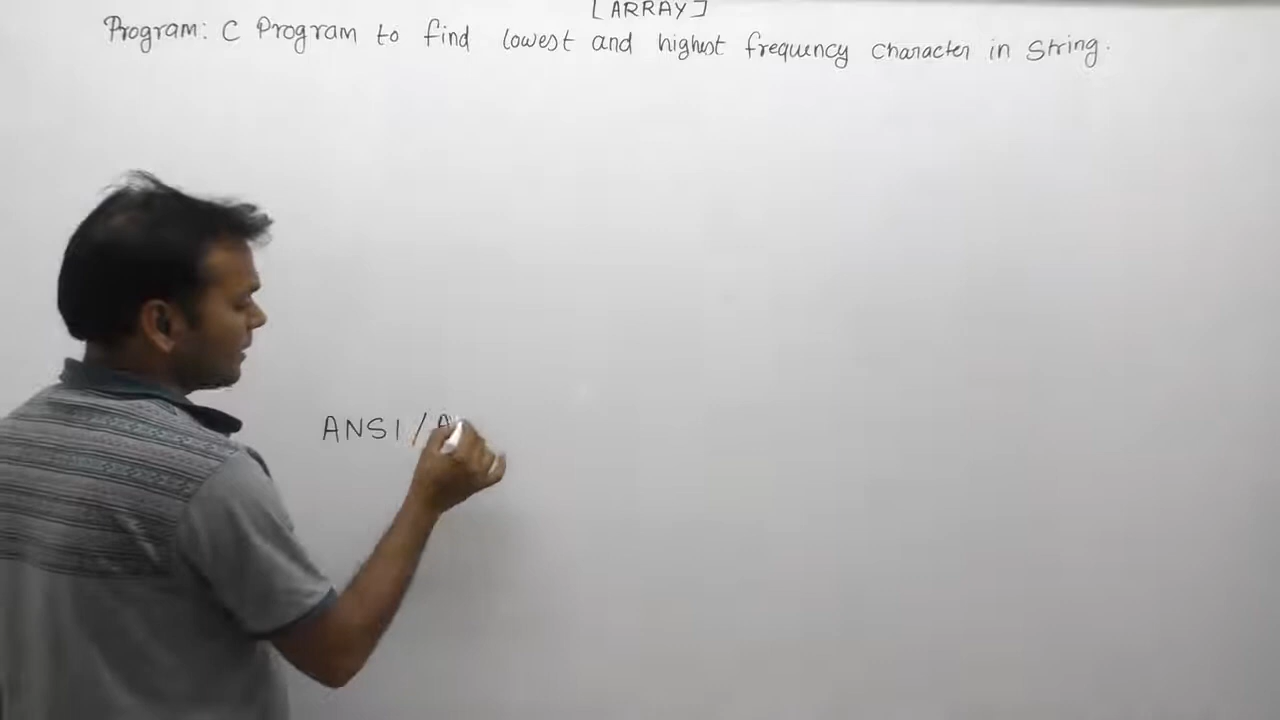 [ARRAY]
Program: C Program to find lowest and highest frequency character in string.
ANSI/A